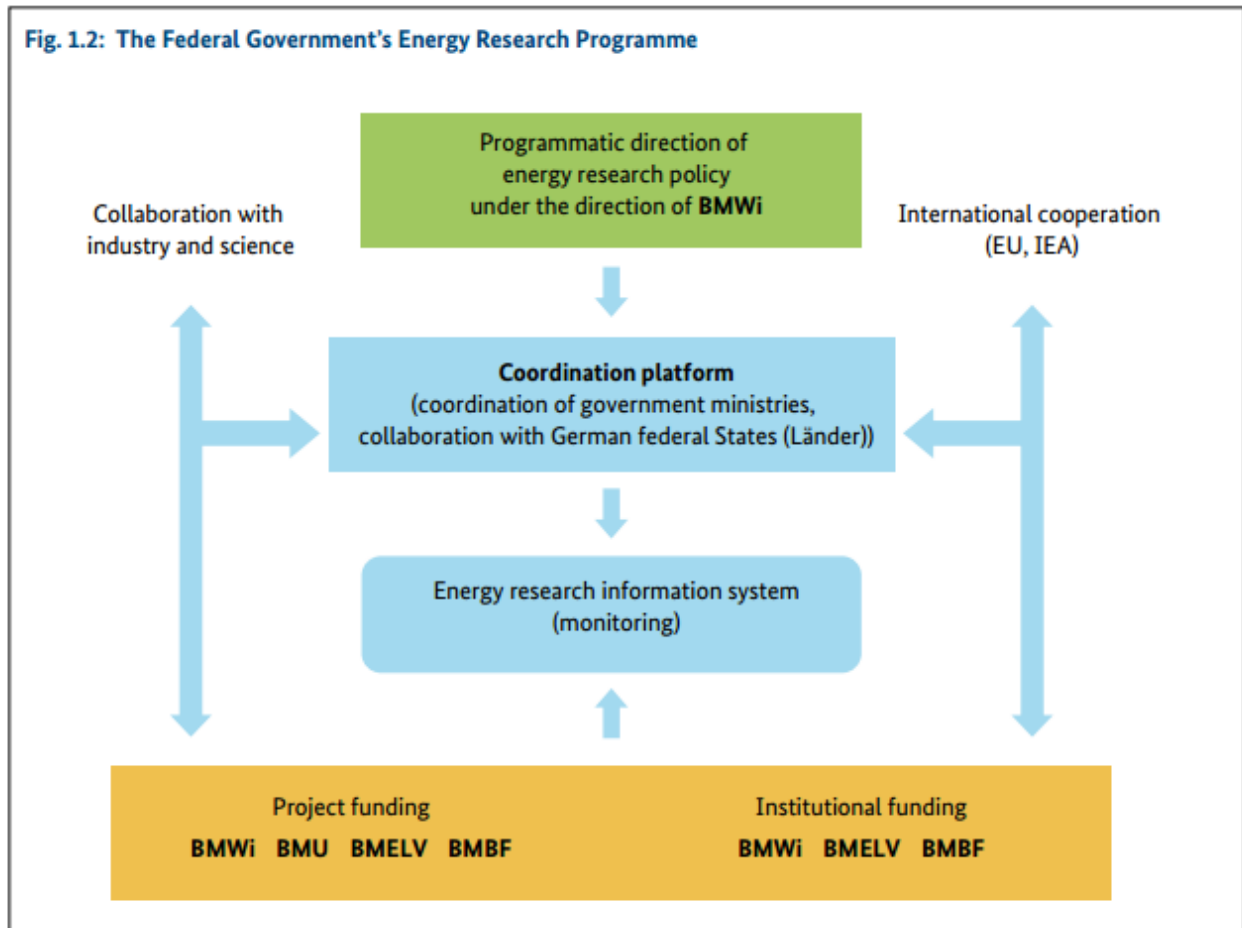 Fig. 1.2: The Federal Government's Energy Research Programme
Programmatic direction of
energy research policy
under the direction of BMWi
Collaboration with
industry and science
International cooperation
(EU, IEA)
Coordination platform
(coordination of government ministries,
collaboration with German federal States (Länder))
Energy research information system
(monitoring)
Project funding
BMWi BMU BMELV BMBF
Institutional funding
BMWi BMELV BMBF